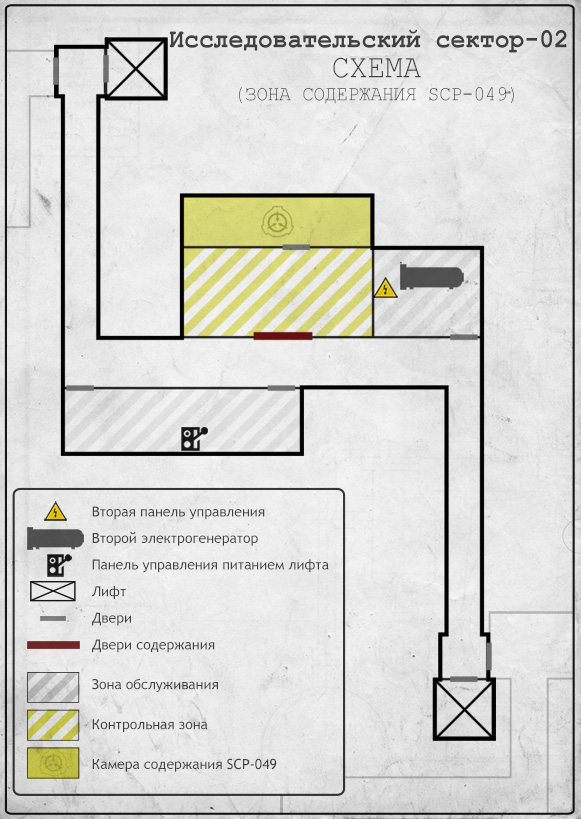 Исследовательский сектор-02
СХЕМА
(ЗОНА СОДЕРЖАНИЯ SCP-049)
Вторая панель управления
Второй электрогенератор
Панель управления питанием лифта
Лифт
Двери
Двери содержания
Зона обслуживания
Контрольная зона
Камера содержания SCP-049